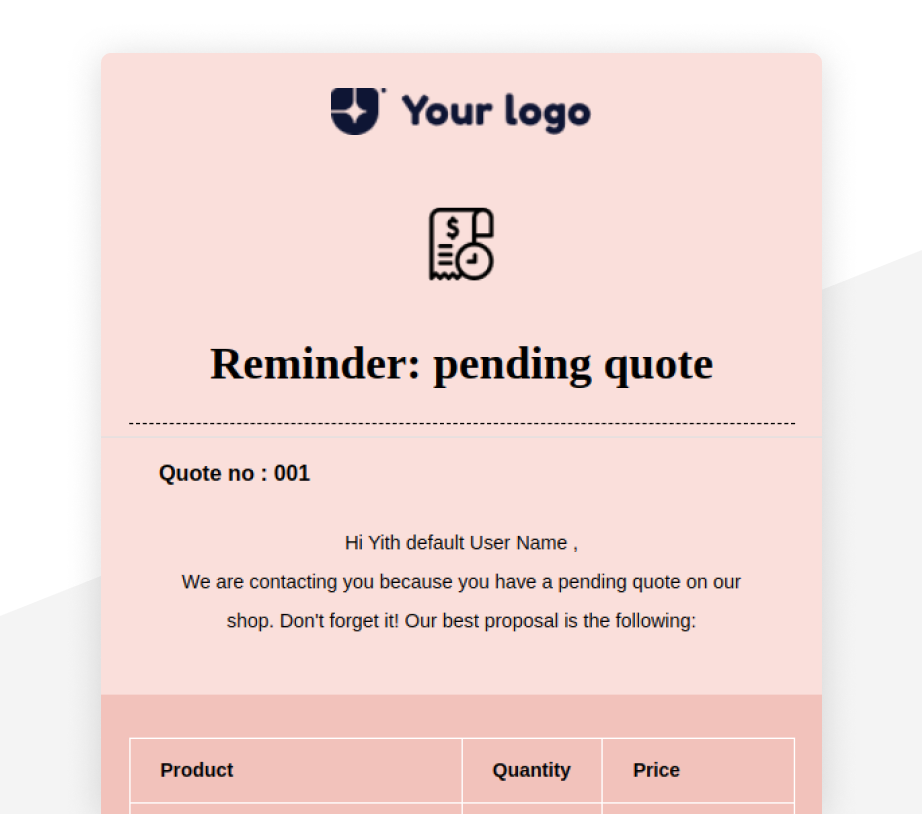 Your logo
$
Reminder: pending quote
Quote no : 001
Hi Yith default User Name ,
We are contacting you because you have a pending quote on our
shop. Don't forget it! Our best proposal is the following:
Product Quantity Price